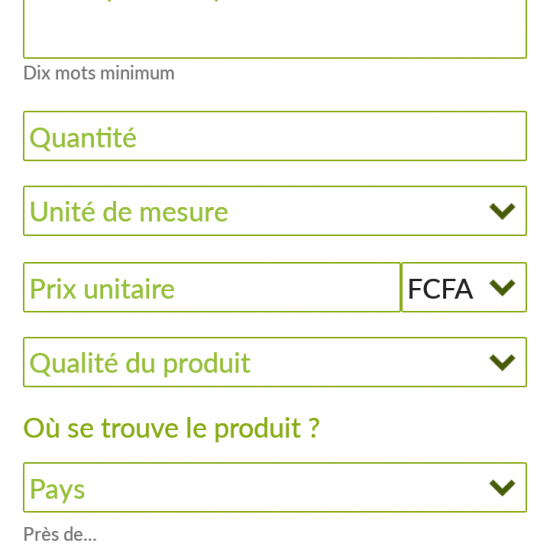 Dix mots minimum
Quantité
Unité de mesure
Prix unitaire FCFA
Qualité du produit
Où se trouve le produit ?
Pays
Près de...